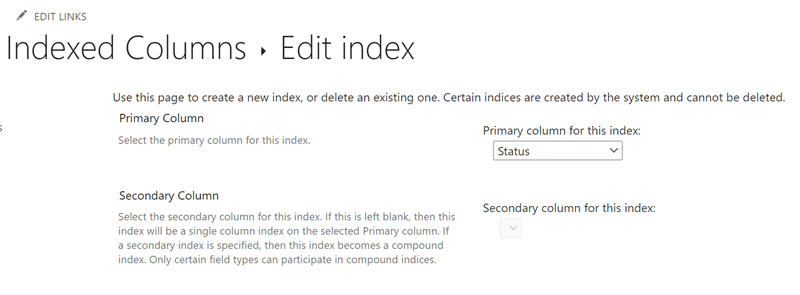 EDIT LINKS
Indexed Columns ▸ Edit index
Use this page to create a new index, or delete an existing one. Certain indices are created by the system and cannot be deleted.
Primary Column
Select the primary column for this index.
Primary column for this index:
Status
Secondary Column
Select the secondary column for this index. If this is left blank, then this
index will be a single column index on the selected Primary column. If
a secondary index is specified, then this index becomes a compound
index. Only certain field types can participate in compound indices.
Secondary column for this index: